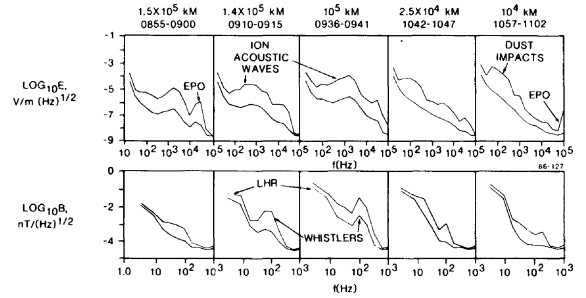 1.5X10⁵ kM 1.4X10⁵ kM 10⁵ kM 2.5X10⁴ kM 10⁴ kM
0855-0900 0910-0915 0936-0941 1042-1047 1057-1102
-1
-3
-5
-7
-9
LOG₁₀E,
V/m (Hz)^1/2
EPO
ION
ACOUSTIC
WAVES
DUST
IMPACTS
EPO
10 10² 10³ 10⁴ 10⁵ 10² 10³ 10⁴ 10⁵ 10² 10³ 10⁴ 10⁵ 10² 10³ 10⁴ 10⁵ 10² 10³ 10⁴ 10⁵
f(Hz)
86-127
0
-2
-4
LOG₁₀B,
nT/(Hz)^1/2
LHR
WHISTLERS
1.0 10 10² 10³ 10 10² 10³ 10 10² 10³ 10 10² 10³ 10 10² 10³
f(Hz)